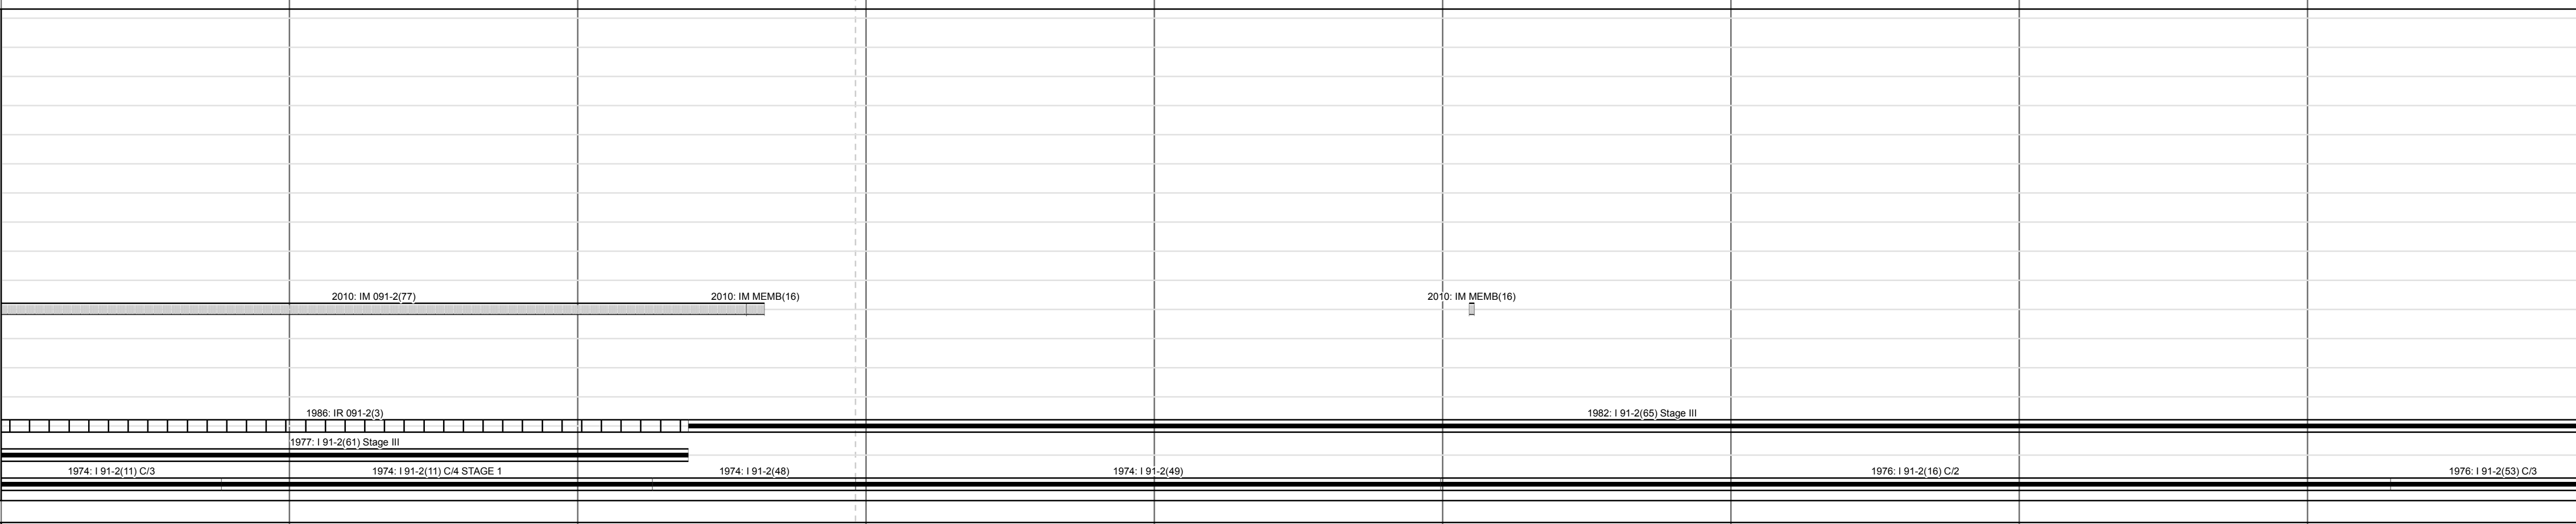 2010: IM 091-2(77)
2010: IM MEMB(16)
2010: IM MEMB(16)
1986: IR 091-2(3)
1982: I 91-2(65) Stage III
1977: I 91-2(61) Stage III
1974: I 91-2(11) C/3
1974: I 91-2(11) C/4 STAGE 1
1974: I 91-2(48)
1974: I 91-2(49)
1976: I 91-2(16) C/2
1976: I 91-2(53) C/3